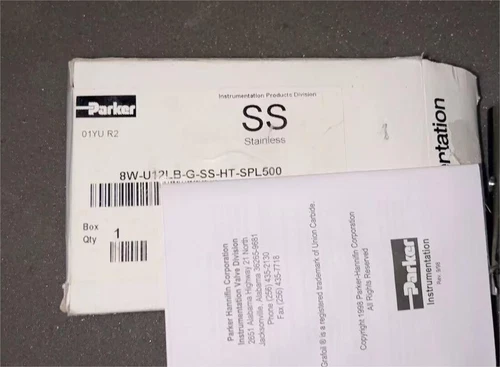 Parker
Instrumentation Products Division
SS
Stainless
01YU R2
8W-U12LB-G-SS-HT-SPL500
Box
Qty
1
ntation
Parker Hannifin Corporation
Instrumentation Valve Division
2651 Alabama Highway 21 North
Jacksonville, Alabama 36265-9681
Phone (256) 435-2130
Fax (256) 435-7718
Grafoil ® is a registered trademark of Union Carbide.
Copyright 1998 Parker-Hannifin Corporation
All Rights Reserved
Parker
Instrumentation